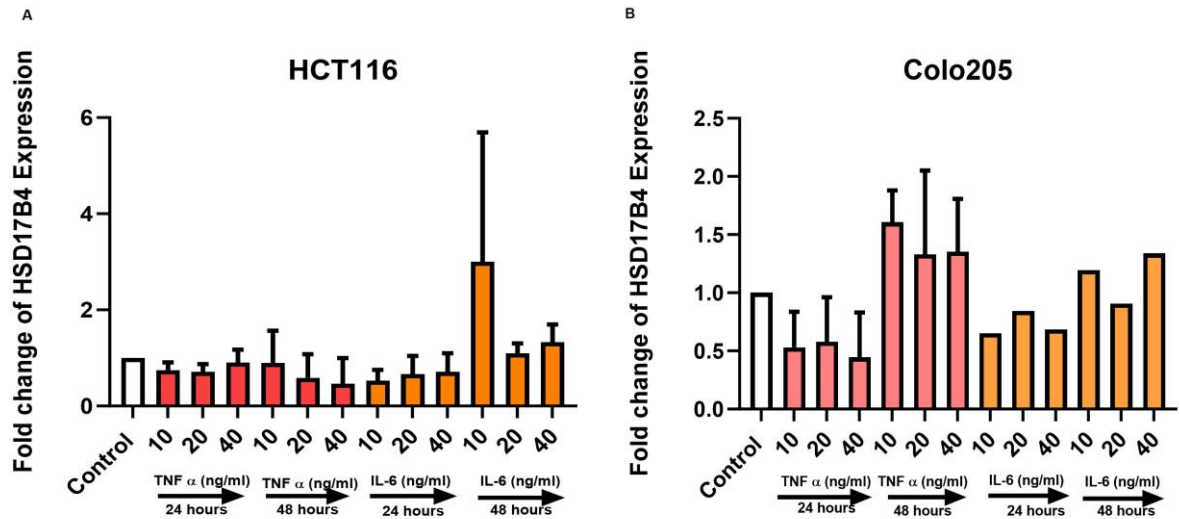 A
HCT116
Fold change of HSD17B4 Expression
6
4
2
0
Control
10
20
40
10
20
40
10
20
40
10
20
40
TNF α (ng/ml)
24 hours
TNF α (ng/ml)
48 hours
IL-6 (ng/ml)
24 hours
IL-6 (ng/ml)
48 hours
B
Colo205
Fold change of HSD17B4 Expression
2.5
2.0
1.5
1.0
0.5
0.0
Control
10
20
40
10
20
40
10
20
40
10
20
40
TNF α (ng/ml)
24 hours
TNF α (ng/ml)
48 hours
IL-6 (ng/ml)
24 hours
IL-6 (ng/ml)
48 hours